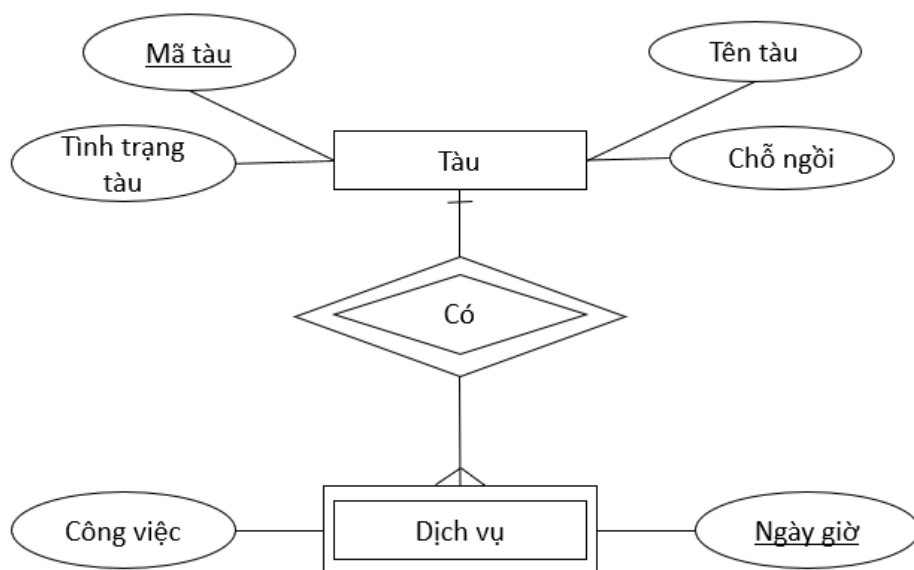 Mã tàu
Tên tàu
Tình trạng
tàu
Tàu
Chỗ ngồi
Có
Công việc
Dịch vụ
Ngày giờ